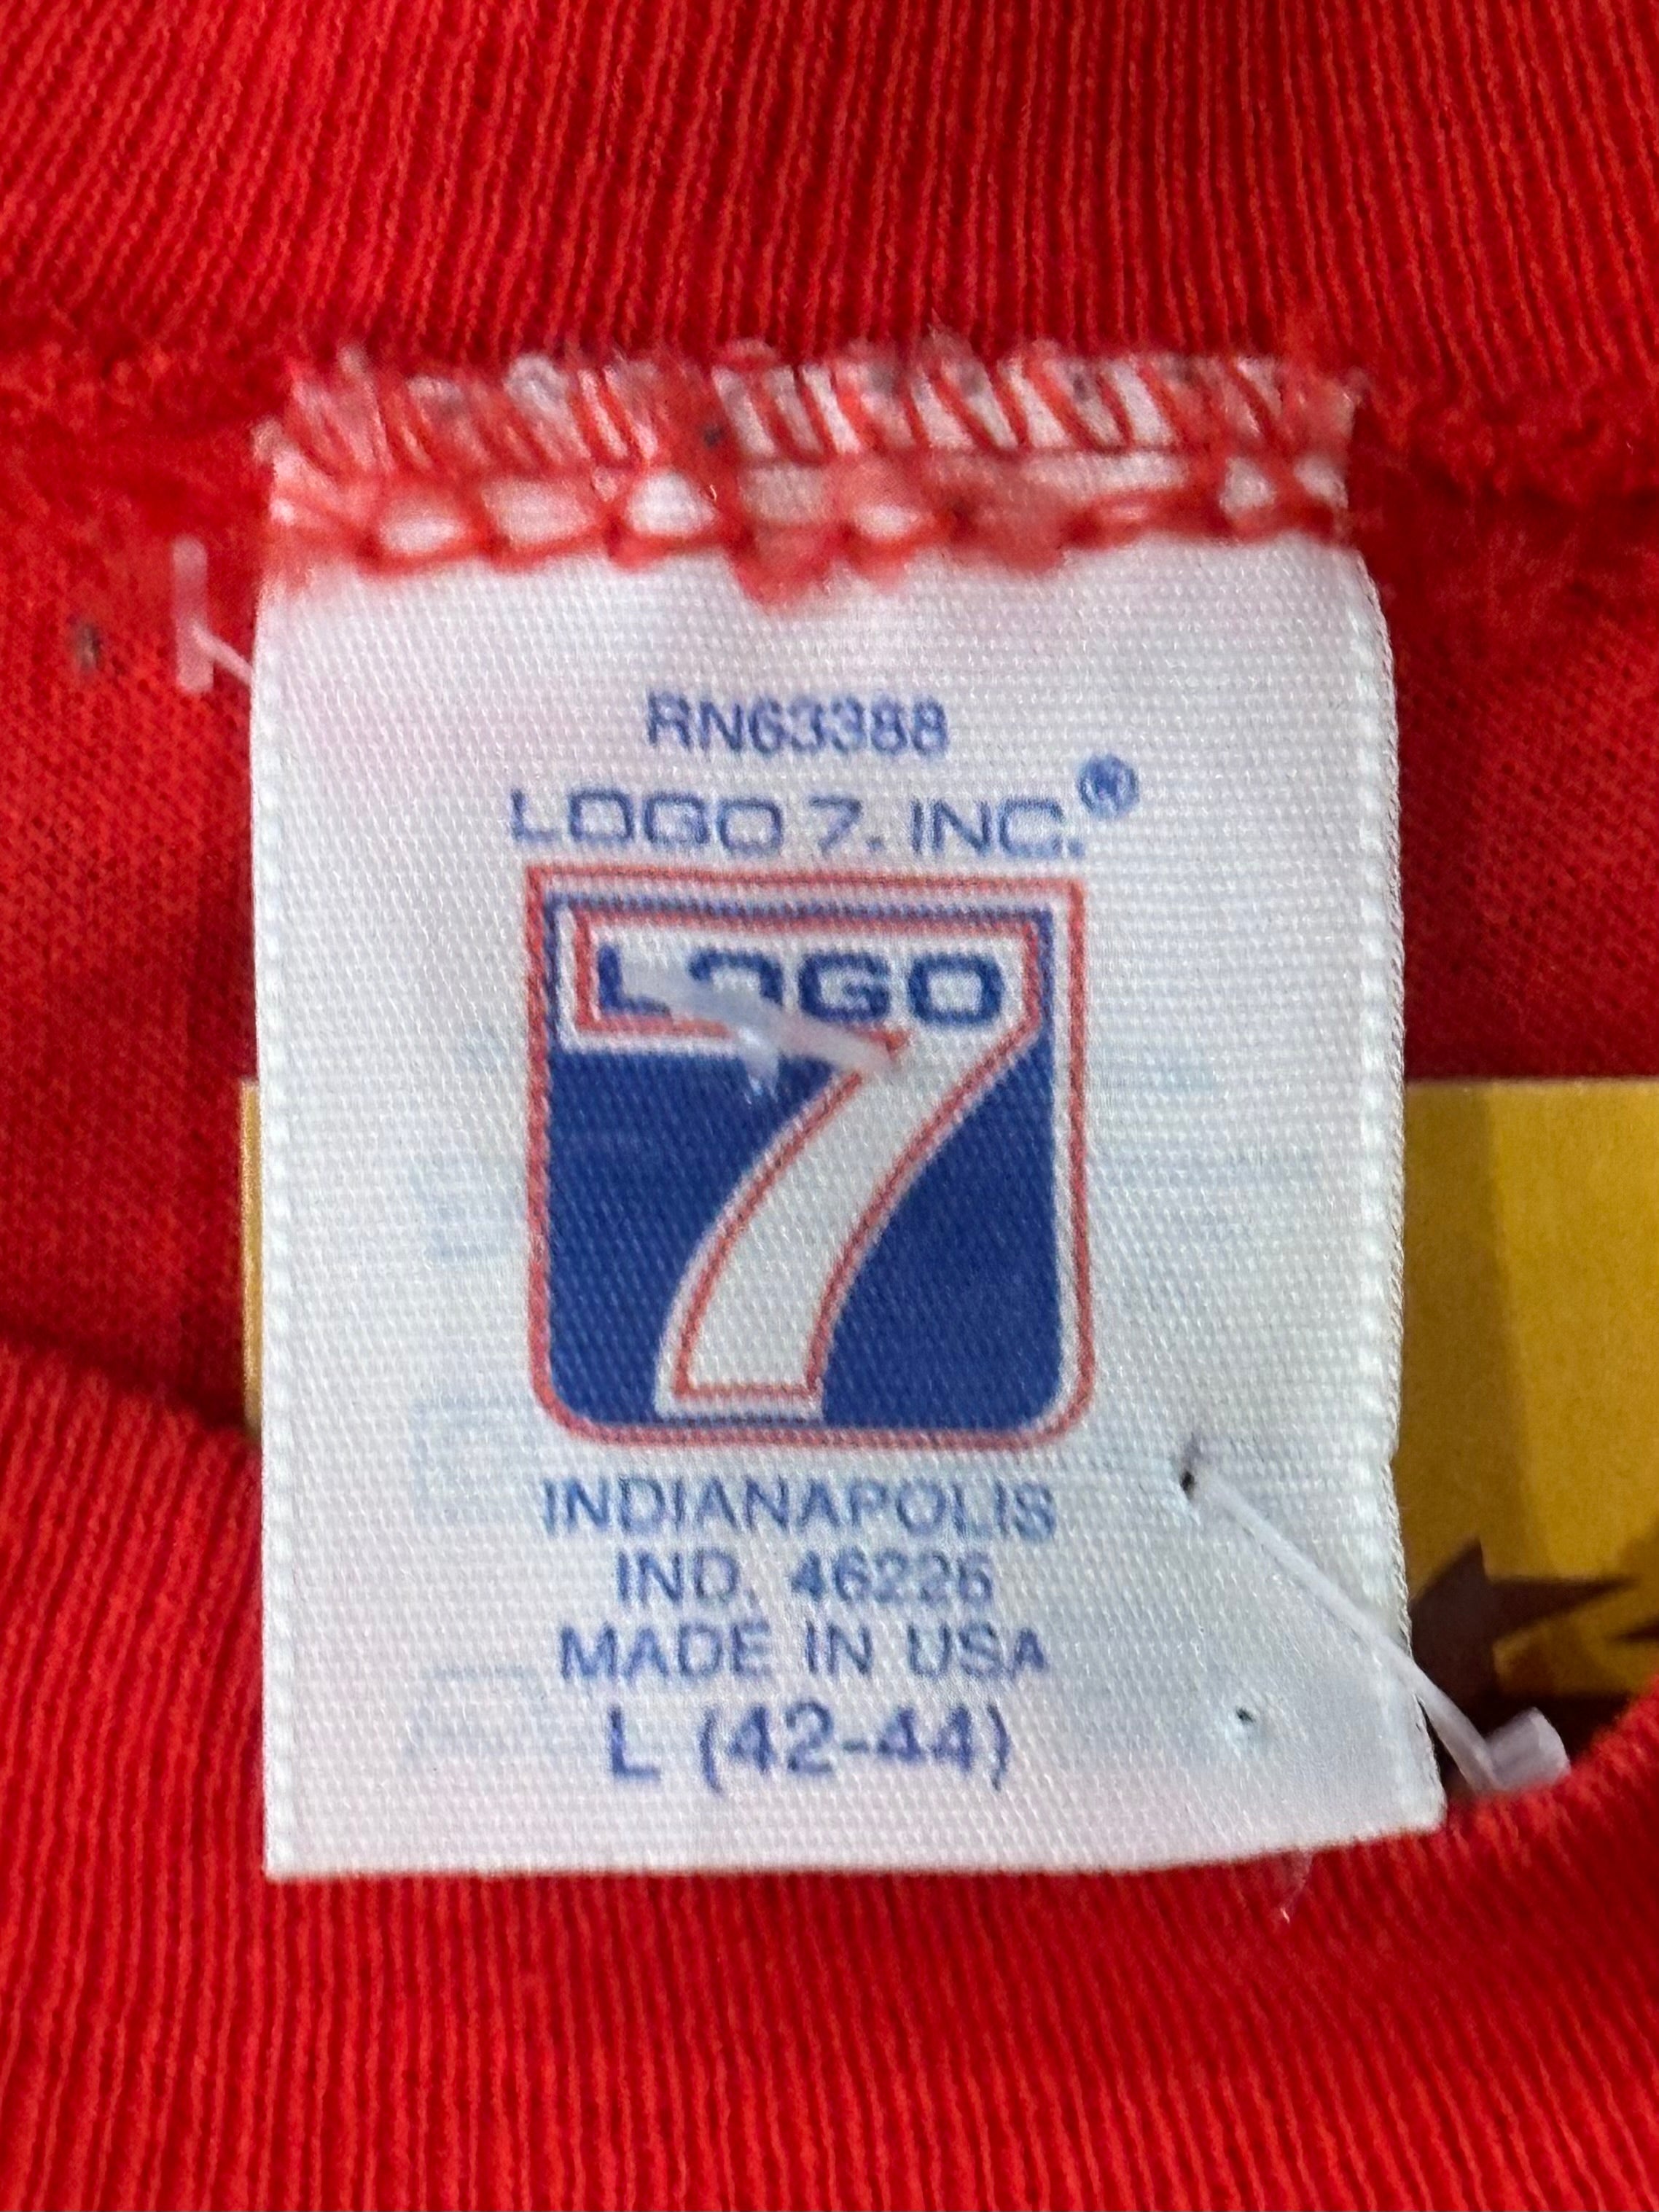 RN63388
LOGO 7, INC.®
LOGO
7
INDIANAPOLIS
IND. 46226
MADE IN USA
L (42-44)